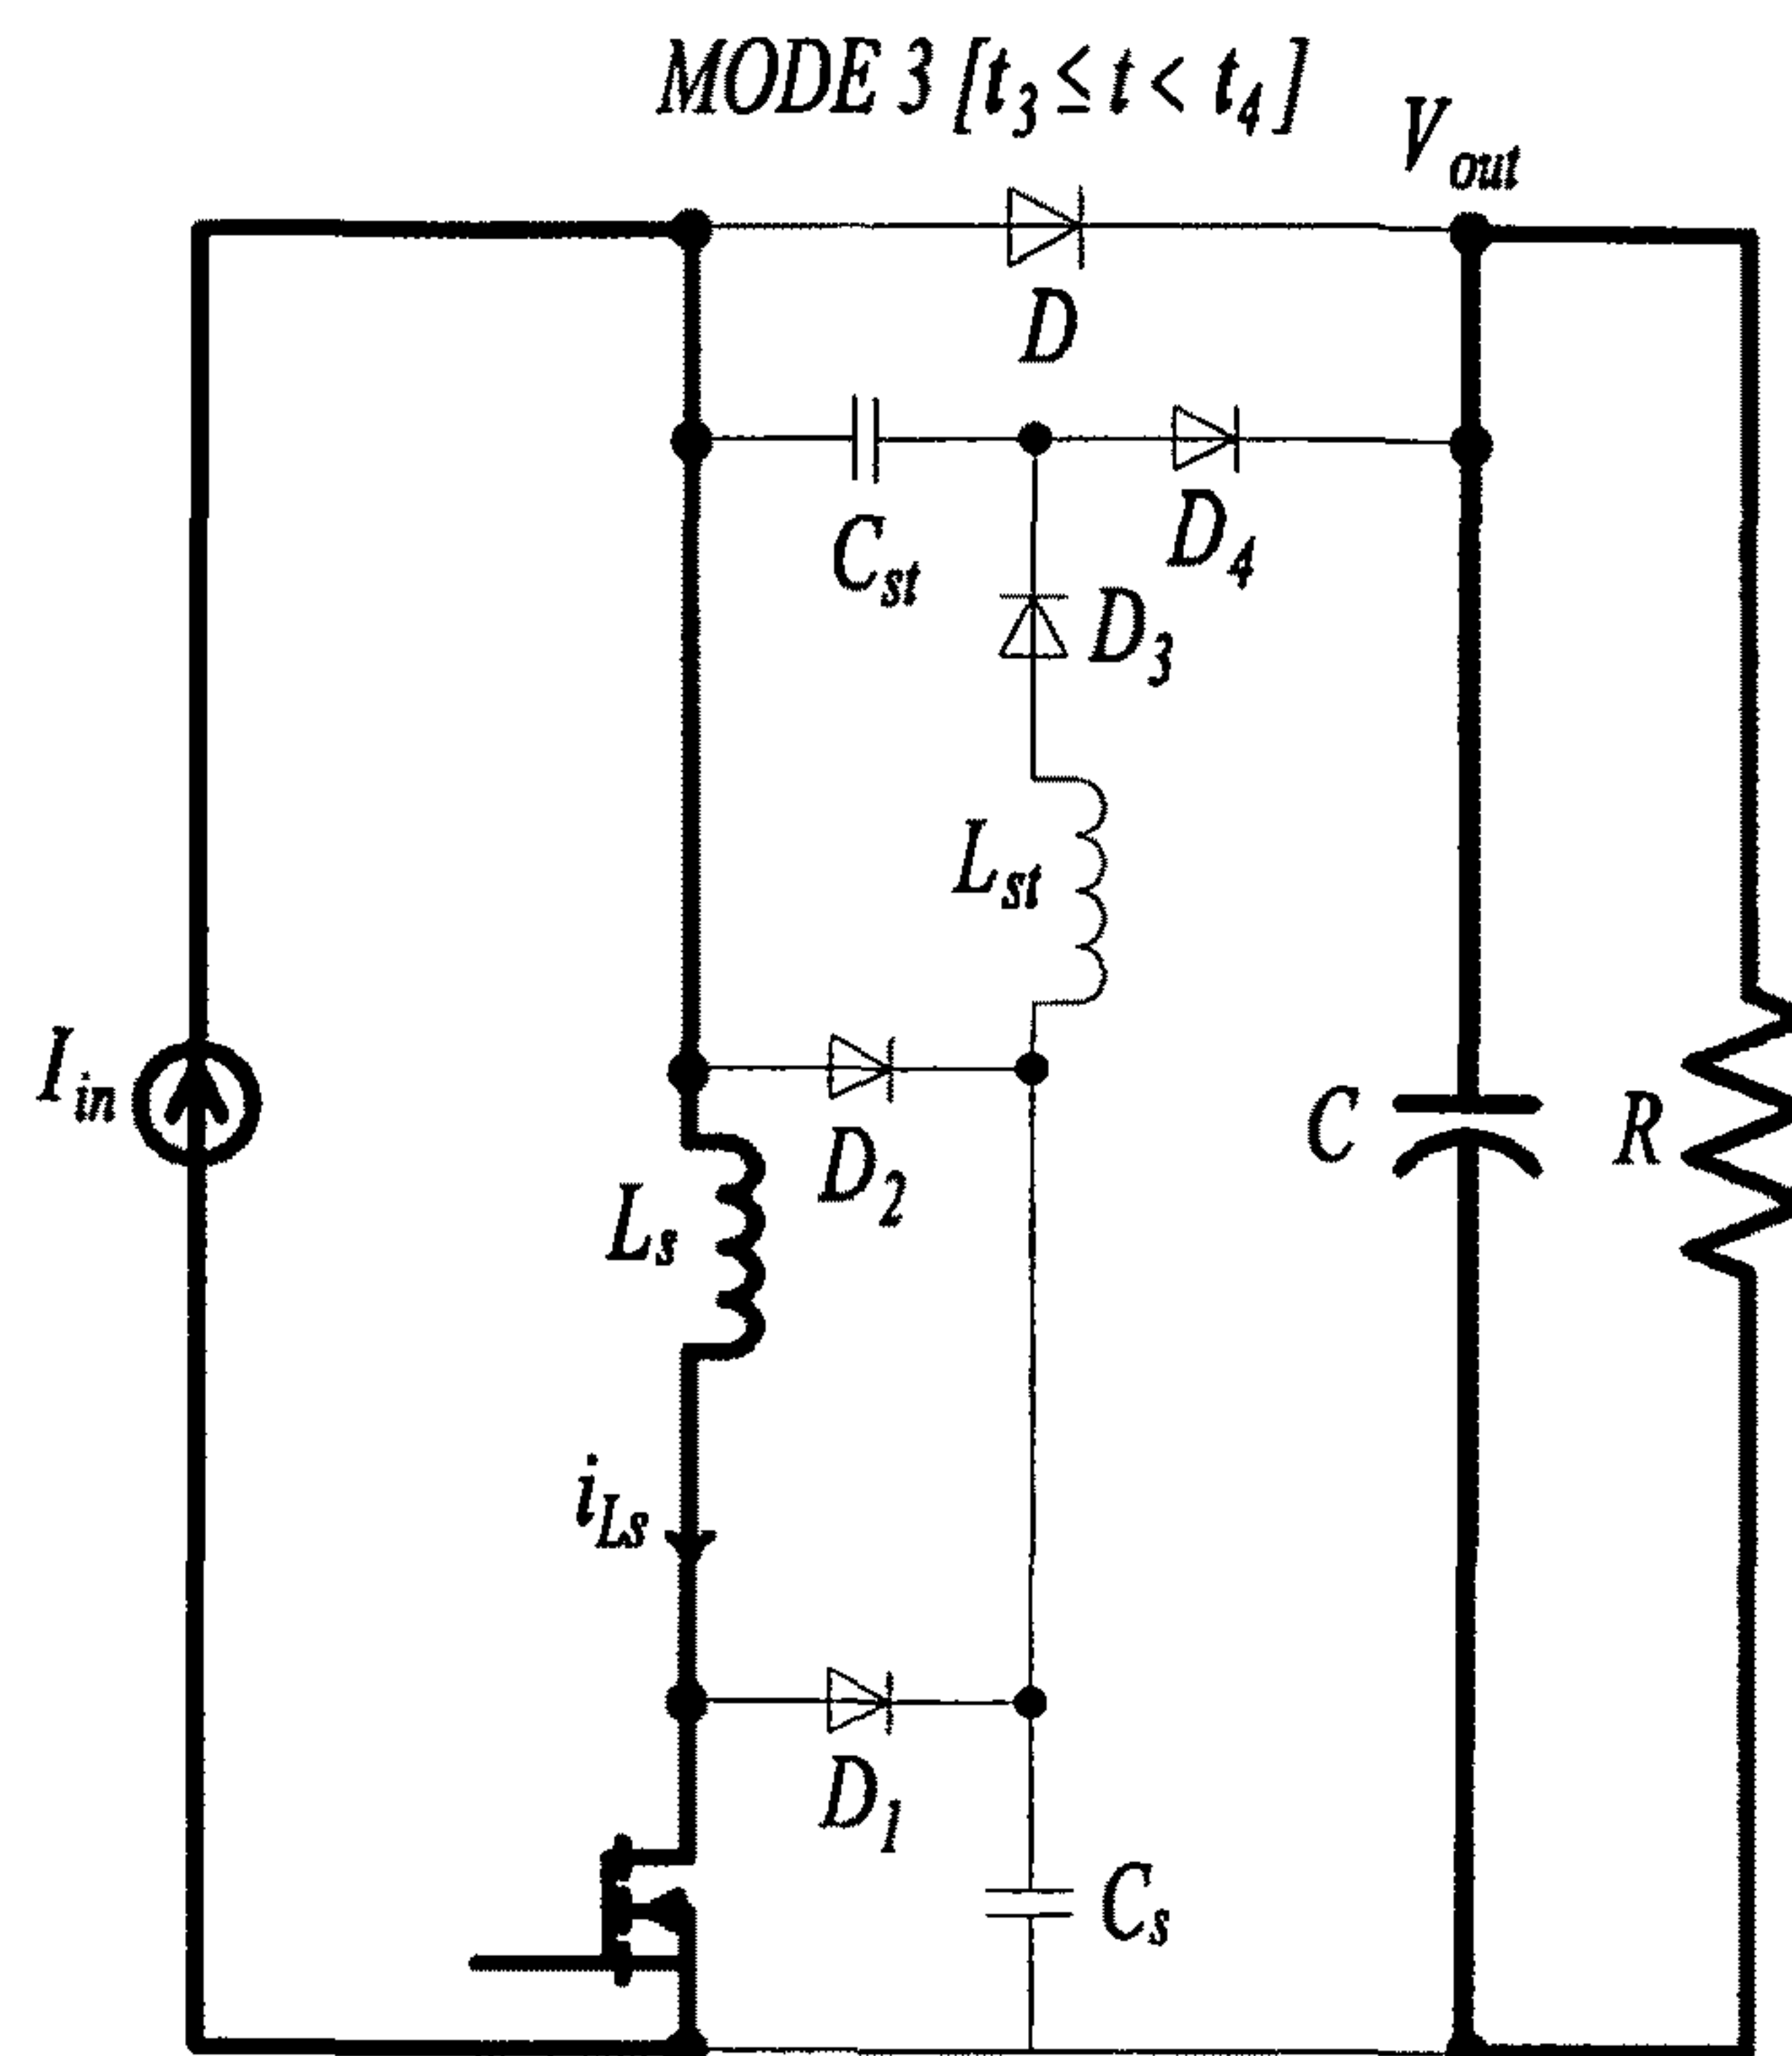 MODE 3 [t3 ≤ t < t4]
Vout
D
Cst
D4
D3
Lst
Iin
D2
C
R
Ls
iLs
D1
Cs